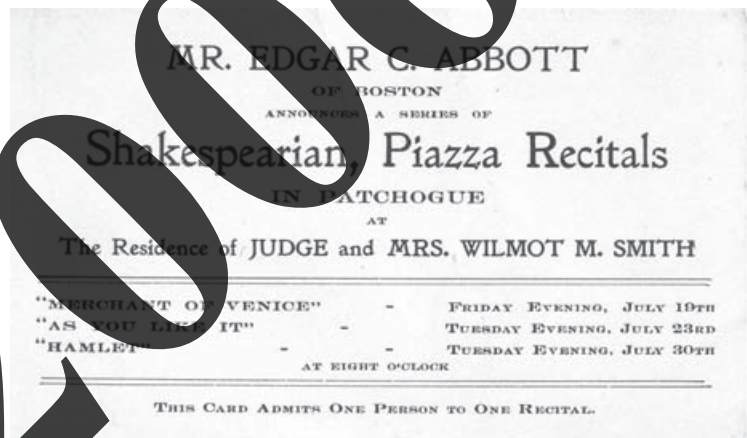 MR. EDGAR C. ABBOTT
OF BOSTON
ANNOUNCES A SERIES OF
Shakespearian, Piazza Recitals
IN PATCHOGUE
AT
The Residence of JUDGE and MRS. WILMOT M. SMITH
"MERCHANT OF VENICE" - FRIDAY EVENING, JULY 19TH
"AS YOU LIKE IT" - TUESDAY EVENING, JULY 23RD
"HAMLET" - - TUESDAY EVENING, JULY 30TH
AT EIGHT O'CLOCK
THIS CARD ADMITS ONE PERSON TO ONE RECITAL.